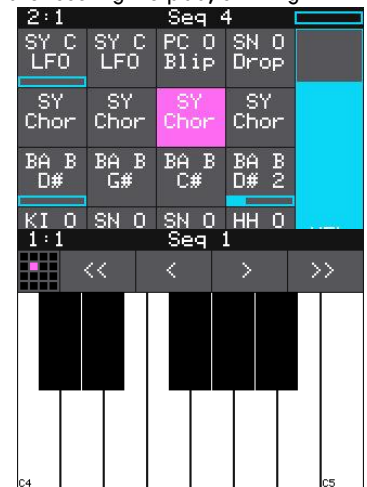 2:1 Seq 4
SY C SY C PC O SN O
LFO LFO Blip Drop
SY SY SY SY
Chor Chor Chor Chor
BA B BA B BA B BA B
D# G# C# D# 2
KI O SN O SN O HH O
1:1 Seq 1
<< < > >>
C4 C5